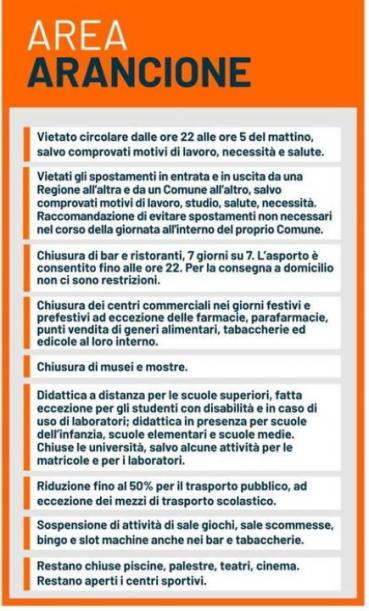 AREA
ARANCIONE
Vietato circolare dalle ore 22 alle ore 5 del mattino,
salvo comprovati motivi di lavoro, necessità e salute.
Vietati gli spostamenti in entrata e in uscita da una
Regione all'altra e da un Comune all'altro, salvo
comprovati motivi di lavoro, studio, salute, necessità.
Raccomandazione di evitare spostamenti non necessari
nel corso della giornata all'interno del proprio Comune.
Chiusura di bar e ristoranti, 7 giorni su 7. L'asporto è
consentito fino alle ore 22. Per la consegna a domicilio
non ci sono restrizioni.
Chiusura dei centri commerciali nei giorni festivi e
prefestivi ad eccezione delle farmacie, parafarmacie,
punti vendita di generi alimentari, tabaccherie ed
edicole al loro interno.
Chiusura di musei e mostre.
Didattica a distanza per le scuole superiori, fatta
eccezione per gli studenti con disabilità e in caso di
uso di laboratori; didattica in presenza per scuole
dell'infanzia, scuole elementari e scuole medie.
Chiuse le università, salvo alcune attività per le
matricole e per i laboratori.
Riduzione fino al 50% per il trasporto pubblico, ad
eccezione dei mezzi di trasporto scolastico.
Sospensione di attività di sale giochi, sale scommesse,
bingo e slot machine anche nei bar e tabaccherie.
Restano chiuse piscine, palestre, teatri, cinema.
Restano aperti i centri sportivi.